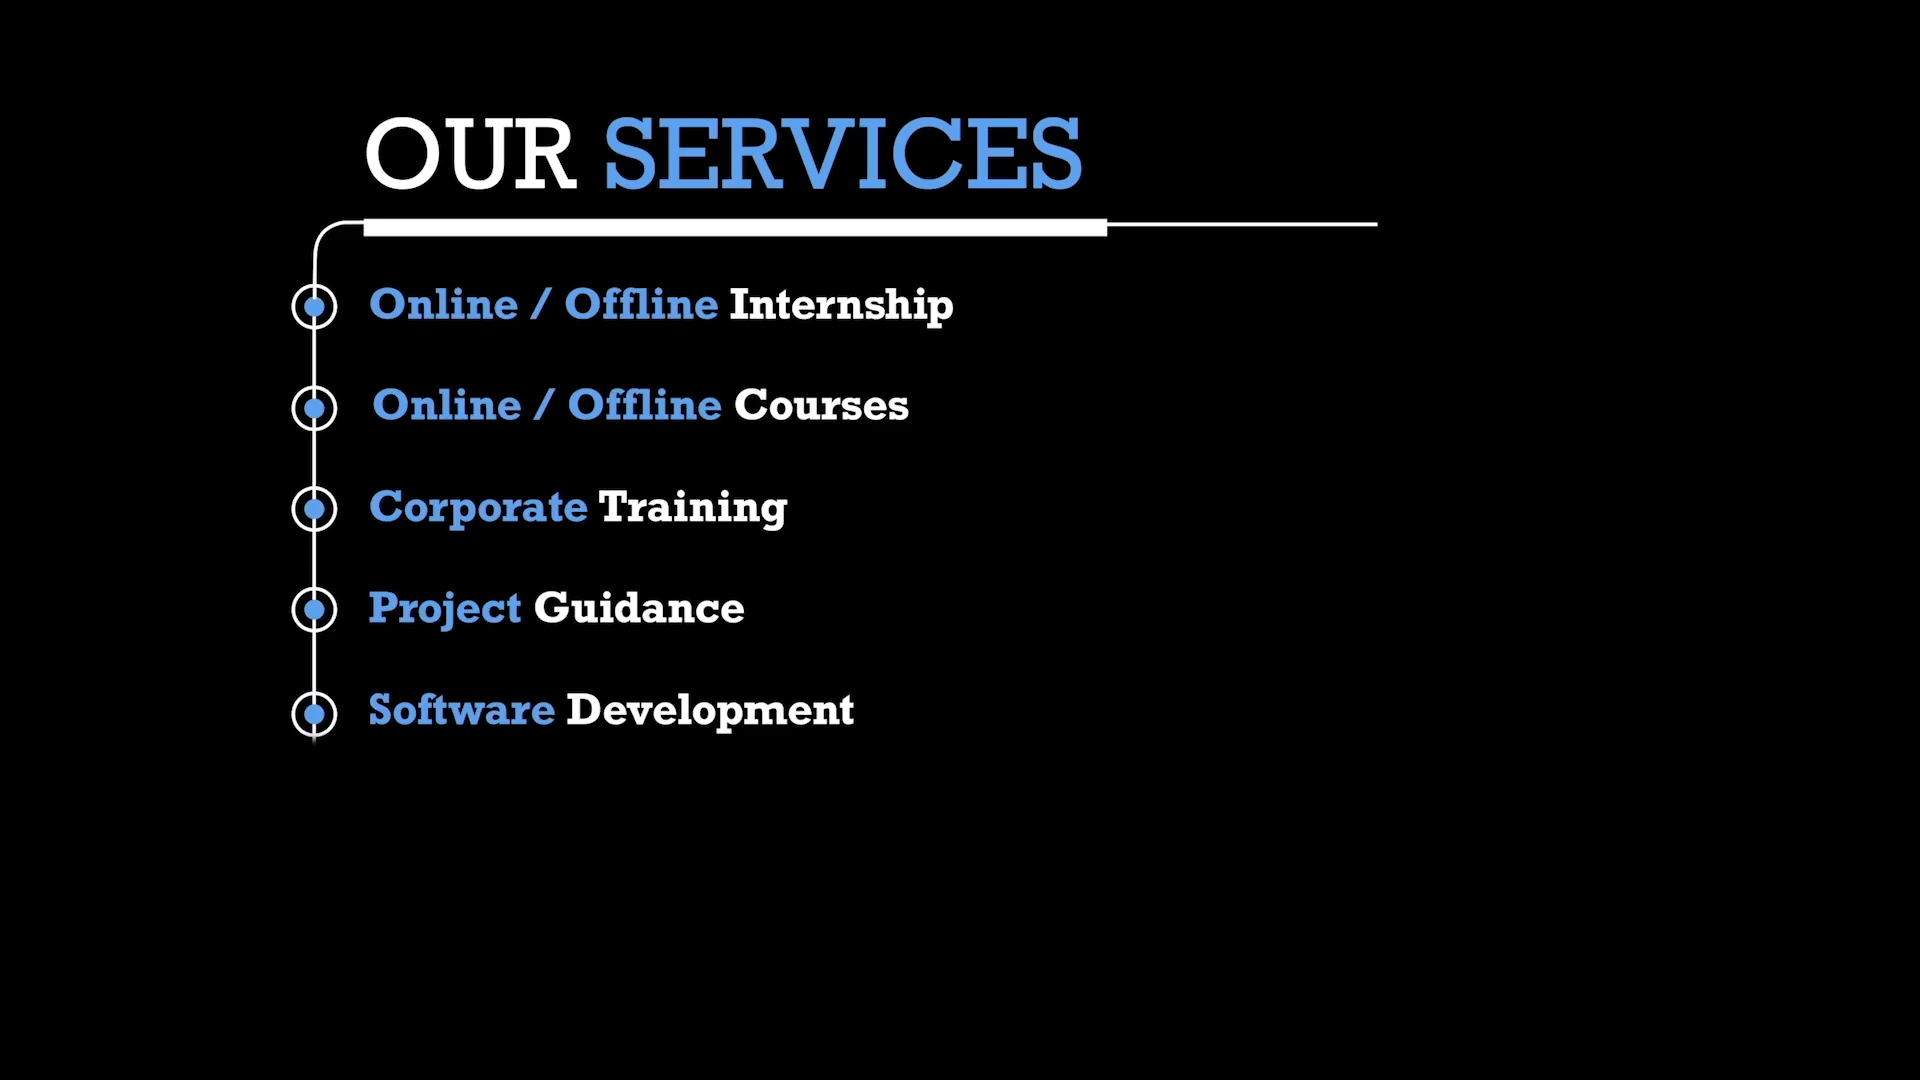 OUR SERVICES
Online / Offline Internship
Online / Offline Courses
Corporate Training
Project Guidance
Software Development